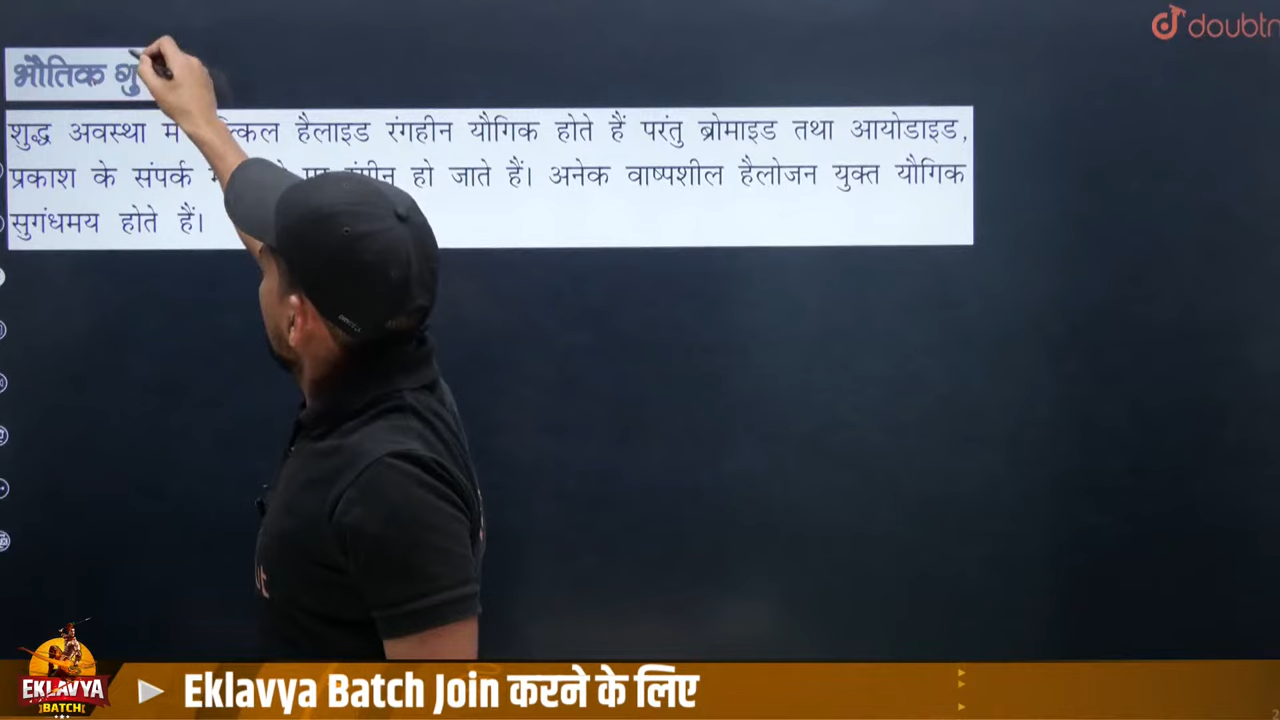 doubtn
भौतिक
शुद्ध अवस्था में हैलाइड रंगहीन यौगिक होते हैं परंतु ब्रोमाइड तथा आयोडाइड,
प्रकाश के संपर्क हो जाते हैं। अनेक वाष्पशील हैलोजन युक्त यौगिक
सुगंधमय होते हैं।
EKLAVYA
BATCH
Eklavya Batch Join करने के लिए